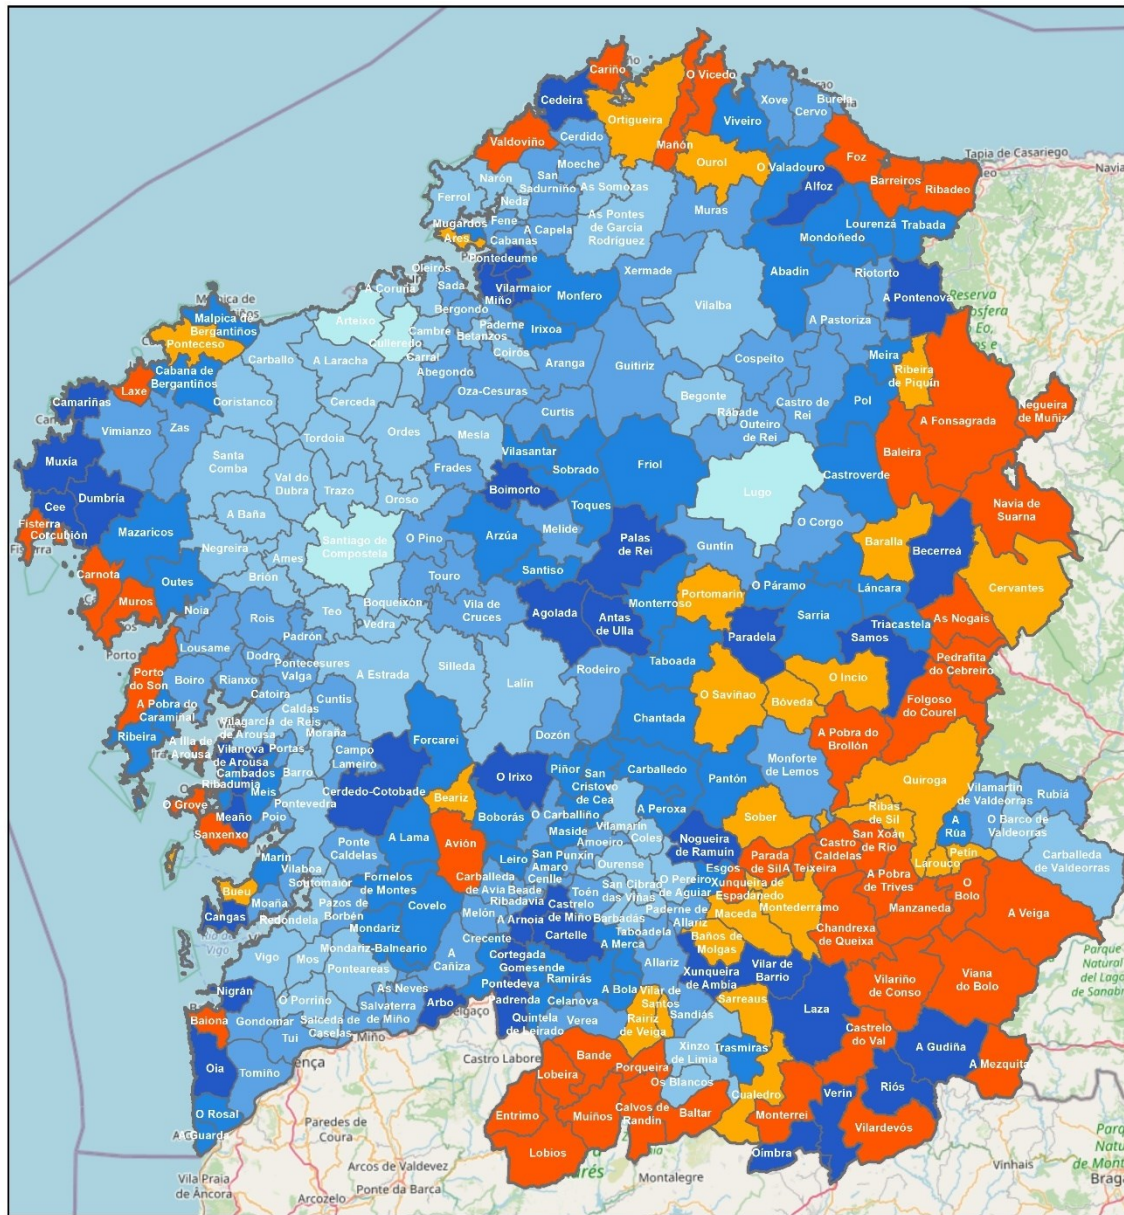 Cariño
O Vicedo
Cedeira
Ortigueira
Xove
Burela
Cervo
Viveiro
Valdoviño
Cerdido
Mañón
Tapia de Casariego
Ourol
O Valadouro
Foz
Moeche
Barreiros
Ribadeo
Narón
San
Sadurniño
As Somozas
Alfoz
Ferrol
Neda
Muras
As Pontes
de García
Rodríguez
Mugardos
Fene
Lourenzá
Trabada
Ares
Cabanas
A Capela
Mondoñedo
Pontedeume
Oleiros
Xermade
Abadín
Riotorto
A Coruña
Sada
Vilarmaior
Miño
Monfero
Vilalba
A Pontenova
Bergondo
Malpica de
Bergantiños
Arteixo
Paderne
Irixoa
A Pastoriza
Ponteceso
Cambre
Betanzos
Culleredo
Carral
Coirós
Carballo
A Laracha
Abegondo
Aranga
Guitiriz
Cospeito
Meira
Ribeira
de Piquín
Cabana de
Bergantiños
Laxe
Oza-Cesuras
Camariñas
Coristanco
Cerceda
Begonte
Castro de
Rei
Pol
Negueira
de Muñiz
Curtis
Rábade
A Fonsagrada
Vimianzo
Zas
Ordes
Mesía
Outeiro
de Rei
Tordoia
Vilasantar
Baleira
Muxía
Santa
Comba
Frades
Sobrado
Friol
Val do
Dubra
Trazo
Castroverde
Boimorto
Lugo
Dumbría
Oroso
Toques
Navia de
Suarna
Cee
A Baña
Fisterra
Corcubión
Mazaricos
Melide
O Corgo
Santiago de
Compostela
O Pino
Arzúa
Palas
de Rei
Guntín
Baralla
Becerreá
Negreira
Ames
Carnota
Outes
Brión
Touro
Santiso
O Páramo
Láncara
Cervantes
Muros
Noia
Teo
Boqueixón
Portomarín
Rois
Vedra
Vila de
Cruces
Agolada
Antas
de Ulla
Monterroso
Sarria
Triacastela
As Nogais
Lousame
Padrón
Paradela
Samos
Dodro
Pontecesures
Valga
Porto
do Son
Boiro
Rianxo
A Estrada
Silleda
Lalín
Rodeiro
Taboada
Pedrafita
do Cebreiro
Catoira
Cuntis
O Saviñao
O Incio
A Pobra do
Caramiñal
Caldas
de Reis
Bóveda
Folgoso
do Courel
Vilagarcía
de Arousa
Moraña
Chantada
Ribeira
A Illa de
Arousa
Forcarei
Dozón
A Pobra do
Brollón
Vilanova
de Arousa
Portas
Campo
Lameiro
Monforte
de Lemos
Cambados
Barro
O Irixo
Piñor
San
Cristovo
de Cea
Carballedo
Pantón
Quiroga
Ribadumia
Meis
Cerdedo-Cotobade
Vilamartín
de Valdeorras
Rubiá
O Grove
Meaño
Pontevedra
Beariz
Ribas
de Sil
Poio
O Carballiño
A Peroxa
Sober
O Barco de
Valdeorras
Sanxenxo
Boborás
Vilamarín
A
Rúa
A Lama
Maside
Amoeiro
Coles
Nogueira
de Ramuín
Castro
Caldelas
San Xoán
de Río
Petín
Carballeda
de Valdeorras
Avión
Ponte
Caldelas
Leiro
San
Amaro
Punxín
Larouco
Marín
Vilaboa
Cenlle
Ourense
Esgos
Parada
de Sil
A Teixeira
Fornelos
de Montes
Carballeda
de Avia
Beade
O Pereiro
de Aguiar
A Pobra
de Trives
Soutomaior
Toén
Xunqueira de
Espadanedo
O
Bolo
Bueu
Moaña
Pazos de
Borbén
Ribadavia
Castrelo
de Miño
San Cibrao
das Viñas
Montederramo
Manzaneda
A Veiga
Covelo
Melón
Barbadás
Paderne de
Allariz
Maceda
Cangas
Redondela
A Arnoia
Taboadela
Chandrexa
de Queixa
Mondariz
Cartelle
A Merca
Baños de
Molgas
Mondariz-Balneario
Crecente
Vigo
Mos
A
Cañiza
Cortegada
Allariz
Vilar de
Barrio
Ponteareas
Gomesende
Ramirás
Xunqueira
de Ambía
Vilariño
de Conso
Viana
do Bolo
As Neves
Pontedeva
A Bola
Vilar de
Santos
Nigrán
O Porriño
Salvaterra
de Miño
Arbo
Padrenda
Celanova
Sarreaus
Baiona
Gondomar
Salceda de
Caselas
Quintela
de Leirado
Verea
Rairiz
de Veiga
Sandiás
Laza
Tui
Castrelo
do Val
Xinzo
de Limia
Trasmiras
Castro Labore
Bande
A Gudiña
Oia
Tomiño
Lobeira
Porqueira
Os Blancos
A Mezquita
Cualedro
Verín
Riós
O Rosal
Entrimo
Muíños
Calvos de
Randín
Baltar
Monterrei
Vilardevós
A Guarda
Paredes de
Coura
Lobios
Oímbra
Vila Praia
de Âncora
Arcos de Valdevez
Ponte da Barca
Arcozelo
Montalegre
Vinhais